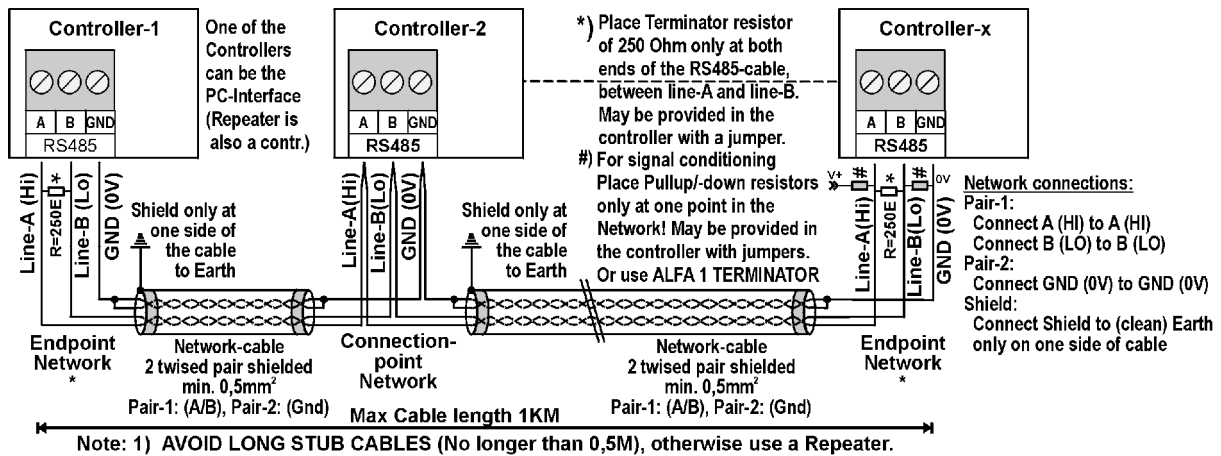 Controller-1
A B GND
RS485
One of the
Controllers
can be the
PC-Interface
(Repeater is
also a contr.)
Controller-2
A B GND
RS485
*) Place Terminator resistor
of 250 Ohm only at both
ends of the RS485-cable,
between line-A and line-B.
May be provided in the
controller with a jumper.
#) For signal conditioning
Place Pullup/-down resistors
only at one point in the
Network! May be provided in
the controller with jumpers.
Or use ALFA 1 TERMINATOR
Controller-x
A B GND
RS485
Line-A (Hi)
R=250E *
Line-B (Lo)
GND (0V)
Shield only at
one side of
the cable
to Earth
Line-A(Hi)
Line-B(Lo)
GND (0V)
Shield only at
one side of
the cable
to Earth
V+ # * # 0V
Line-A(Hi)
R=250E
Line-B(Lo)
GND (0V)
Network connections:
Pair-1:
Connect A (HI) to A (HI)
Connect B (LO) to B (LO)
Pair-2:
Connect GND (0V) to GND (0V)
Shield:
Connect Shield to (clean) Earth
only on one side of cable
Endpoint
Network
*
Network-cable
2 twised pair shielded
min. 0,5mm²
Pair-1: (A/B), Pair-2: (Gnd)
Connection-
point
Network
Network-cable
2 twised pair shielded
min. 0,5mm²
Pair-1: (A/B), Pair-2: (Gnd)
Endpoint
Network
*
Max Cable length 1KM
Note: 1) AVOID LONG STUB CABLES (No longer than 0,5M), otherwise use a Repeater.